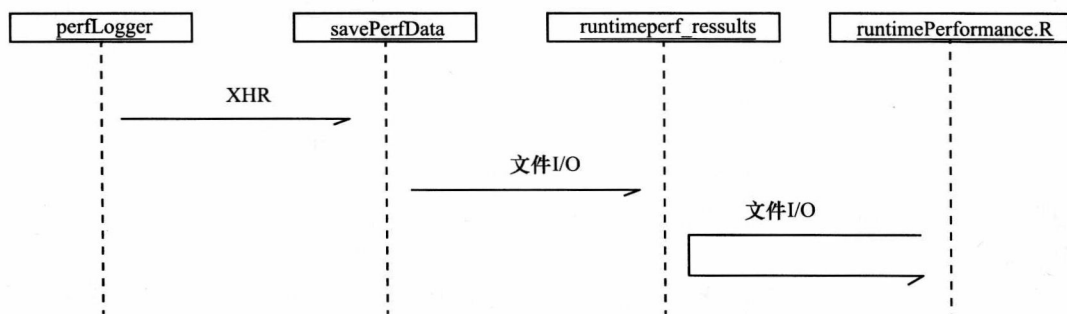 perfLogger
savePerfData
runtimeperf_ressults
runtimePerformance.R
XHR
文件I/O
文件I/O